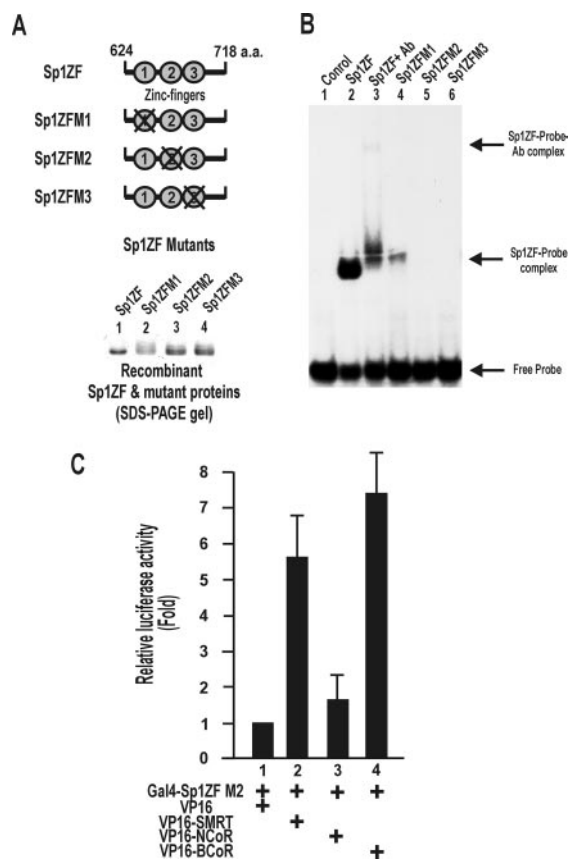 A
624 718 a.a.
Sp1ZF 1 2 3
Zinc-fingers
Sp1ZFM1 2 3
Sp1ZFM2 1 3
Sp1ZFM3 1 2
Sp1ZF Mutants
Sp1ZF Sp1ZFM1 Sp1ZFM2 Sp1ZFM3
1 2 3 4
Recombinant
Sp1ZF & mutant proteins
(SDS-PAGE gel)
B
Conrol Sp1ZF Sp1ZF+ Ab Sp1ZFM1 Sp1ZFM2 Sp1ZFM3
1 2 3 4 5 6
Sp1ZF-Probe-
Ab complex
Sp1ZF-Probe
complex
Free Probe
C
Relative luciferase activity
(Fold)
8
7
6
5
4
3
2
1
0
1 2 3 4
Gal4-Sp1ZF M2 + + + +
VP16 +
VP16-SMRT +
VP16-NCoR +
VP16-BCoR +